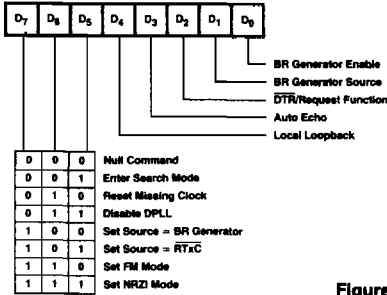 D7 D6 D5 D4 D3 D2 D1 D0
BR Generator Enable
BR Generator Source
DTR/Request Function
Auto Echo
Local Loopback
0 0 0 Null Command
0 0 1 Enter Search Mode
0 1 0 Reset Missing Clock
0 1 1 Disable DPLL
1 0 0 Set Source = BR Generator
1 0 1 Set Source = RTxC
1 1 0 Set FM Mode
1 1 1 Set NRZI Mode
Figure